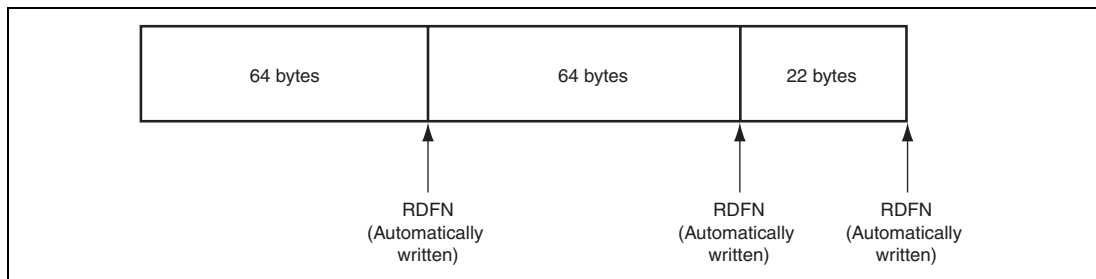 64 bytes
64 bytes
22 bytes
RDFN
(Automatically
written)
RDFN
(Automatically
written)
RDFN
(Automatically
written)